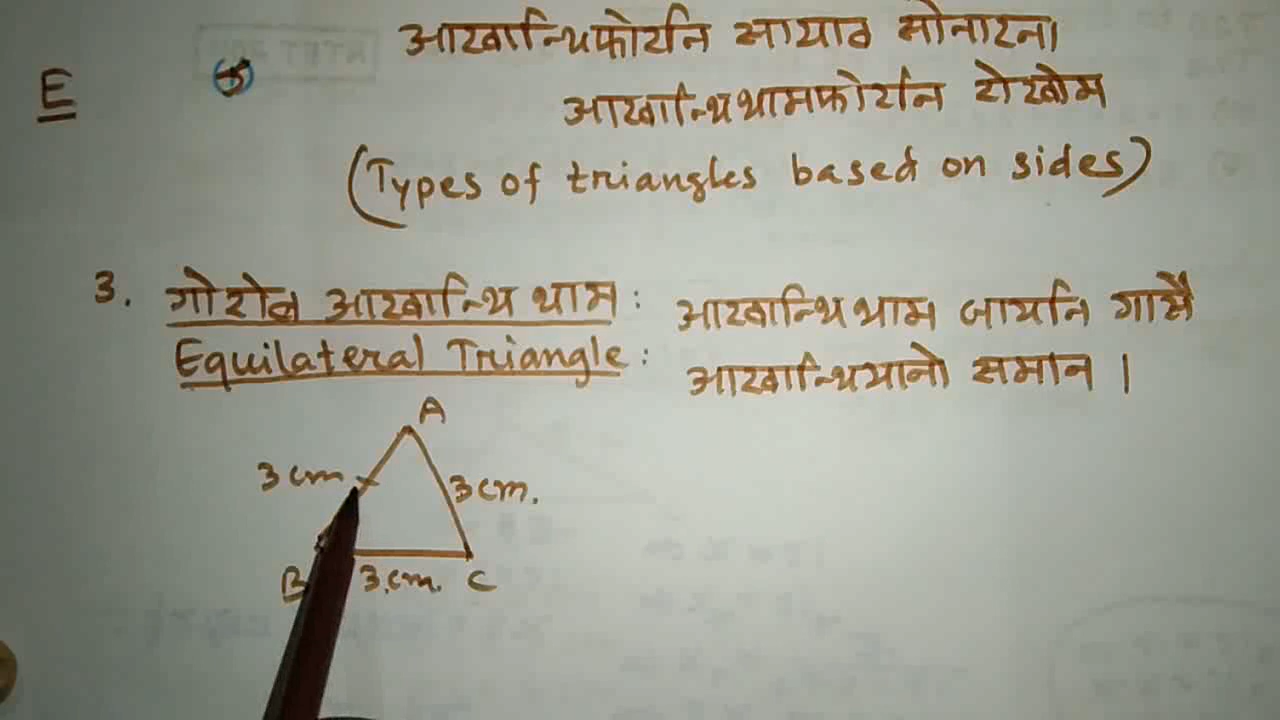 आखान्थिफोरनि सायाव सोनारना
E
आखान्थिथामफोरनि रोखोम
(Types of triangles based on sides)
3. गोरोब आखान्थि थाम : आखान्थि थाम जायनि गासै
Equilateral Triangle : आखान्थियानो समान ।
A
3 cm
3 cm.
B 3 cm. C